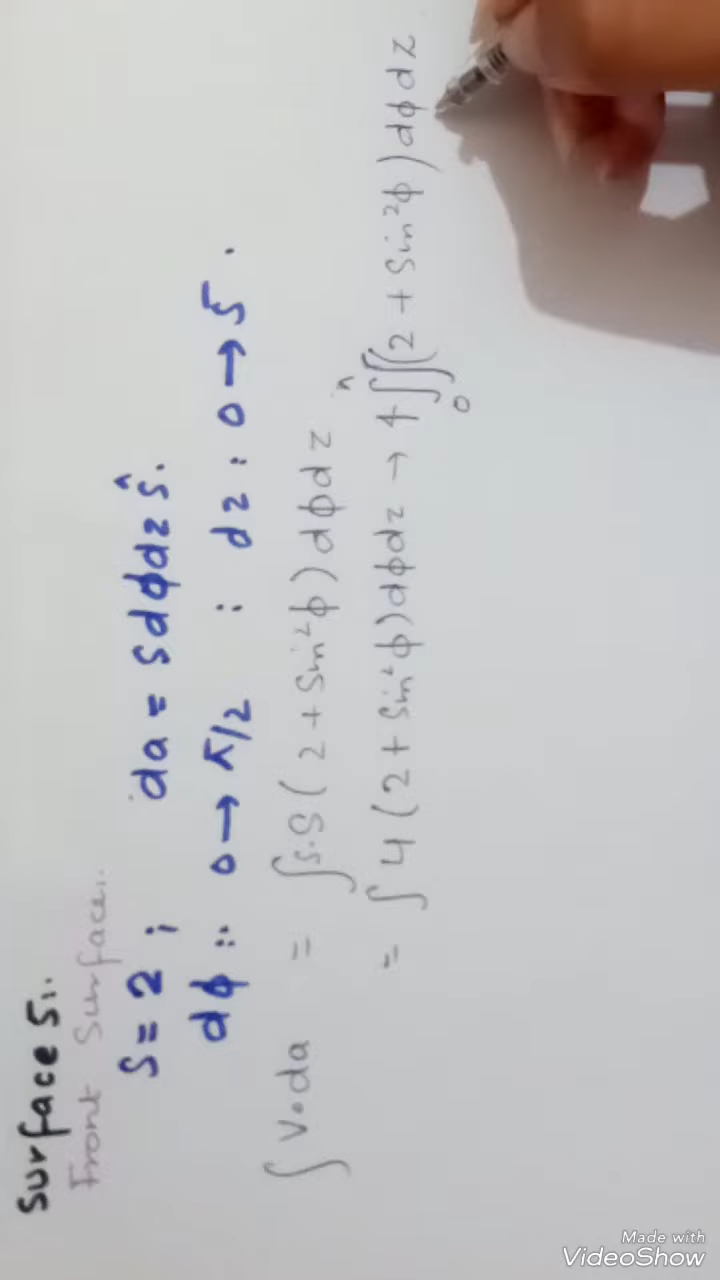 Surface S₁.
Front Surface.
S = 2 ; da = s dϕ dz ŝ.
dϕ :: 0 → π/2 : dz : 0 → 5.
∫ V•da = ∫ s.s (2 + sin²ϕ) dϕ dz
= ∫ 4 (2 + sin²ϕ) dϕ dz → 4 ∫∫ (2 + sin²ϕ) dϕ dz
0
Made with
VideoShow